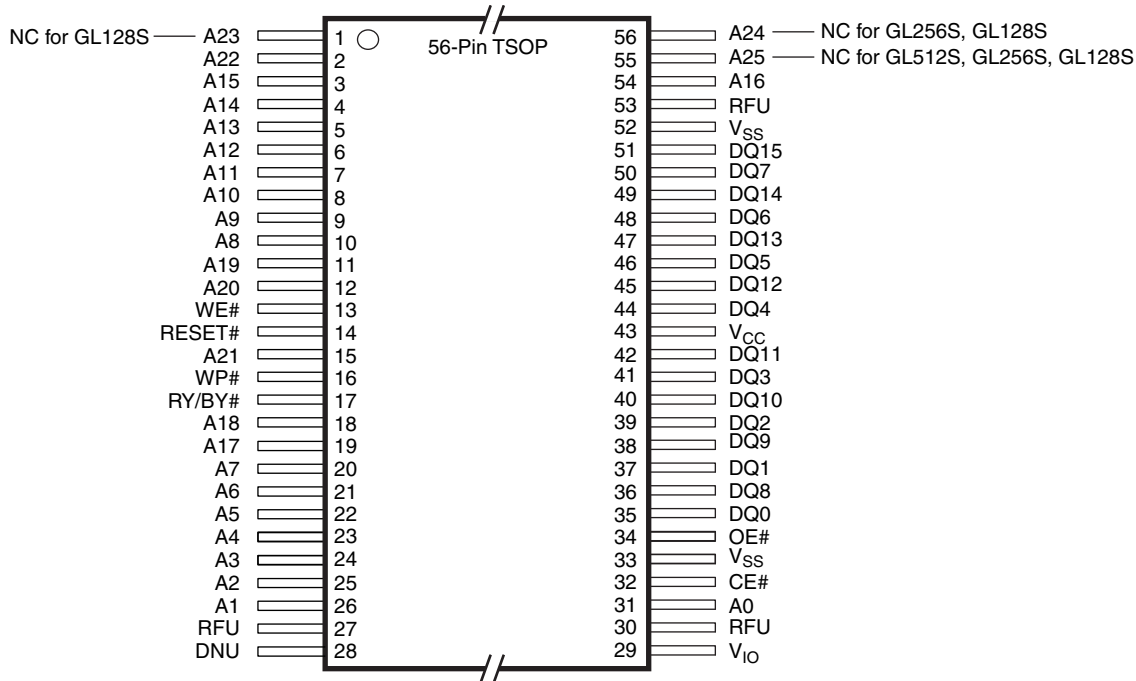 NC for GL128S A23 1 56-Pin TSOP 56 A24 NC for GL256S, GL128S
A22 2 55 A25 NC for GL512S, GL256S, GL128S
A15 3 54 A16
A14 4 53 RFU
A13 5 52 VSS
A12 6 51 DQ15
A11 7 50 DQ7
A10 8 49 DQ14
A9 9 48 DQ6
A8 10 47 DQ13
A19 11 46 DQ5
A20 12 45 DQ12
WE# 13 44 DQ4
RESET# 14 43 VCC
A21 15 42 DQ11
WP# 16 41 DQ3
RY/BY# 17 40 DQ10
A18 18 39 DQ2
A17 19 38 DQ9
A7 20 37 DQ1
A6 21 36 DQ8
A5 22 35 DQ0
A4 23 34 OE#
A3 24 33 VSS
A2 25 32 CE#
A1 26 31 A0
RFU 27 30 RFU
DNU 28 29 VIO